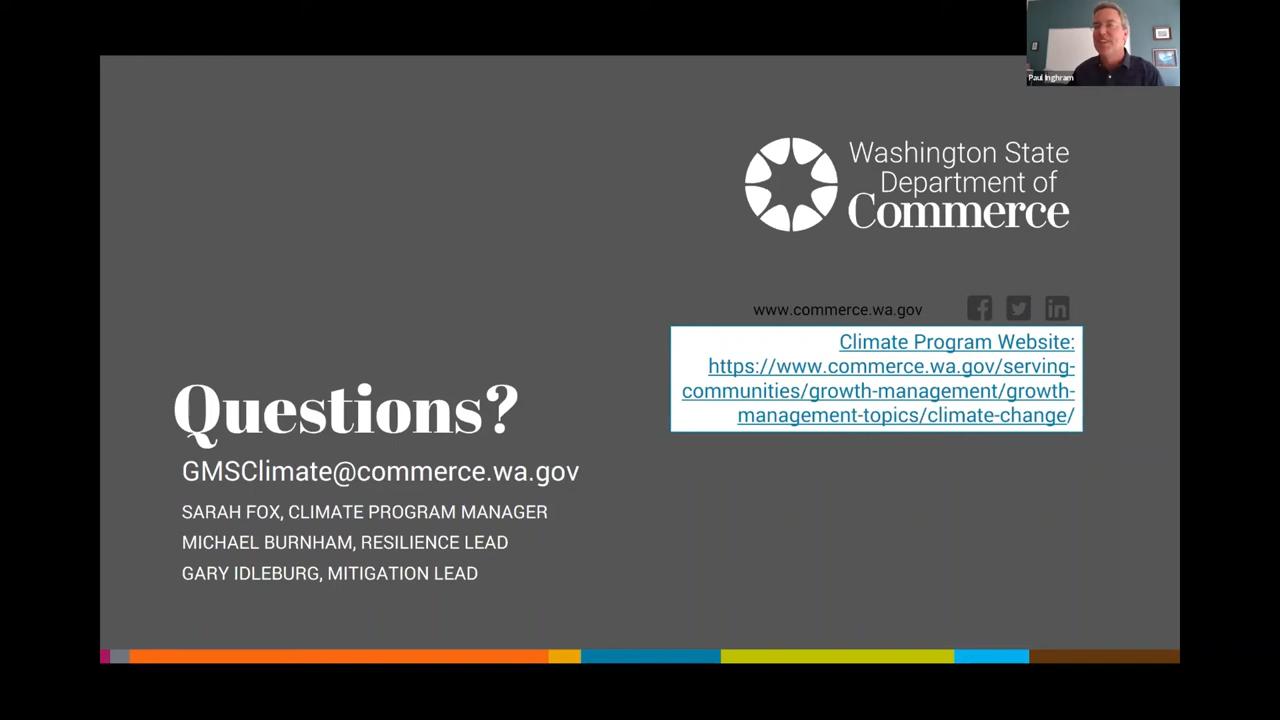 Paul Inghram
Washington State
Department of
Commerce
www.commerce.wa.gov
Climate Program Website:
https://www.commerce.wa.gov/serving-
communities/growth-management/growth-
management-topics/climate-change/
Questions?
GMSClimate@commerce.wa.gov
SARAH FOX, CLIMATE PROGRAM MANAGER
MICHAEL BURNHAM, RESILIENCE LEAD
GARY IDLEBURG, MITIGATION LEAD